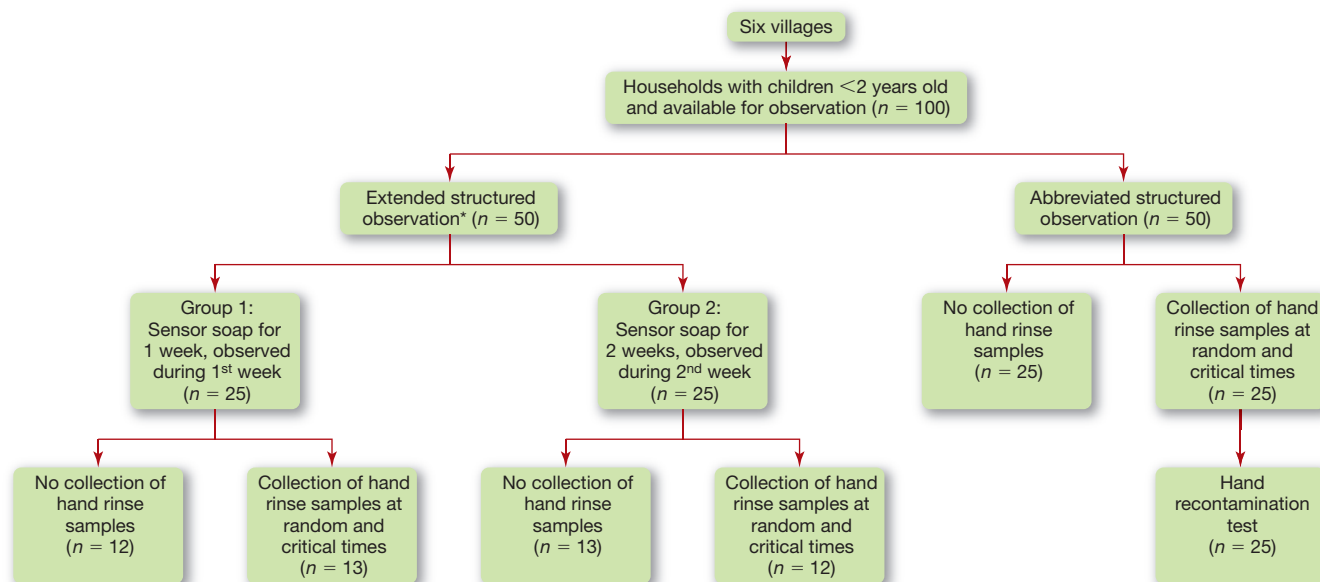 Six villages
Households with children <2 years old
and available for observation (n = 100)
Extended structured
observation* (n = 50)
Abbreviated structured
observation (n = 50)
Group 1:
Sensor soap for
1 week, observed
during 1st week
(n = 25)
Group 2:
Sensor soap for
2 weeks, observed
during 2nd week
(n = 25)
No collection of
hand rinse
samples
(n = 25)
Collection of hand
rinse samples at
random and
critical times
(n = 25)
No collection of
hand rinse
samples
(n = 12)
Collection of hand
rinse samples at
random and
critical times
(n = 13)
No collection of
hand rinse
samples
(n = 13)
Collection of hand
rinse samples at
random and
critical times
(n = 12)
Hand
recontamination
test
(n = 25)